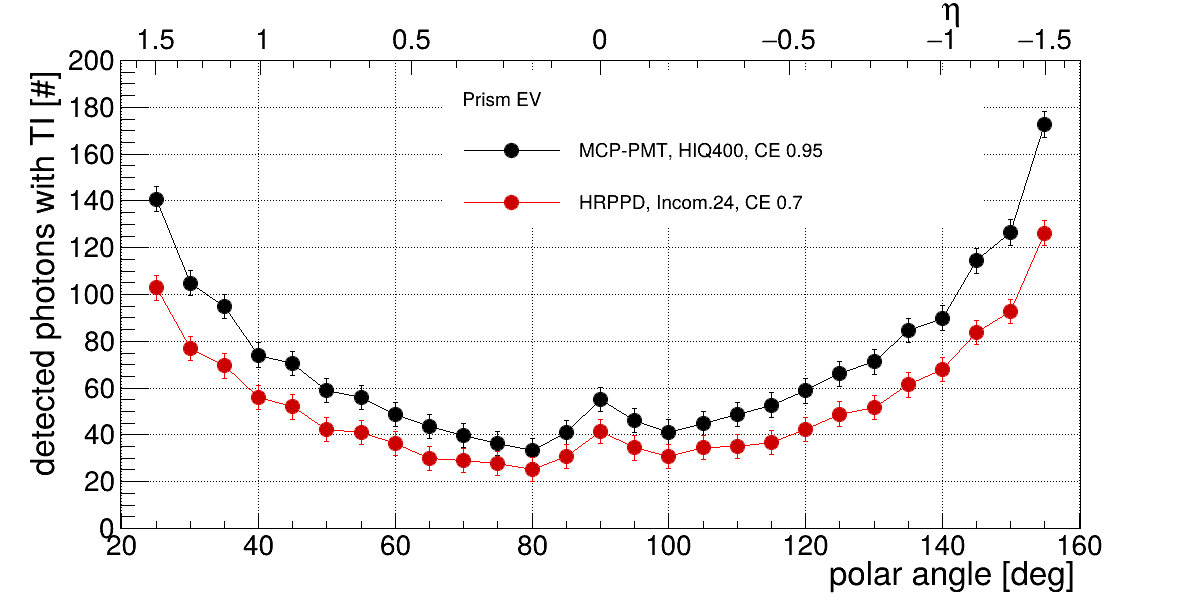 η
1.5 1 0.5 0 −0.5 −1 −1.5
detected photons with TI [#]
200
180
160
140
120
100
80
60
40
20
0
Prism EV
MCP-PMT, HIQ400, CE 0.95
HRPPD, Incom.24, CE 0.7
20 40 60 80 100 120 140 160
polar angle [deg]